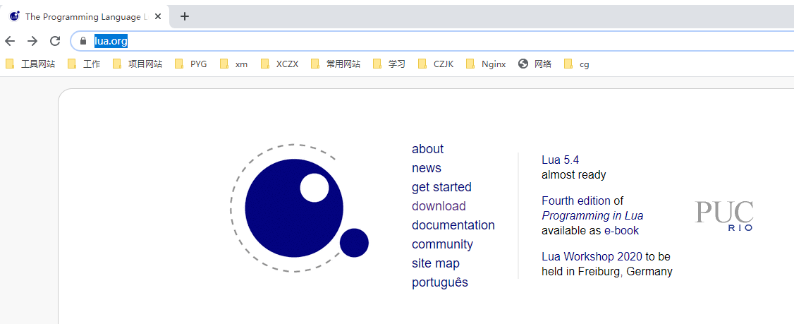 The Programming Language L
lua.org
工具网站 工作 项目网站 PYG xm XCZX 常用网站 学习 CZJK Nginx 网络 cg
about
news
get started
download
documentation
community
site map
português
Lua 5.4
almost ready
Fourth edition of
Programming in Lua
available as e-book
Lua Workshop 2020 to be
held in Freiburg, Germany
PUC
RIO